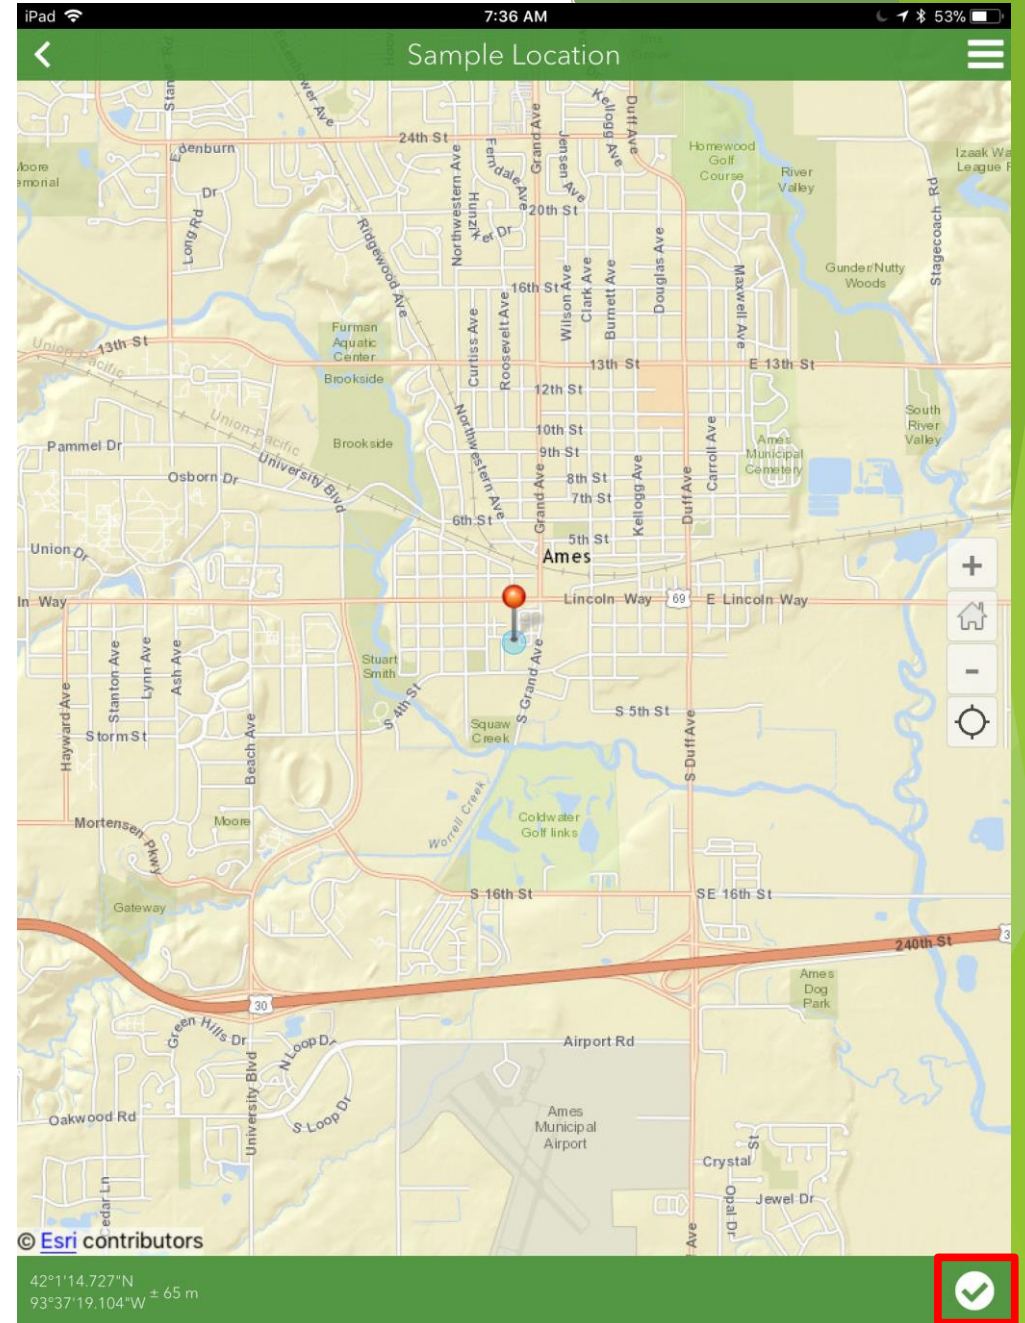 iPad
7:36 AM
53%
Sample Location
24th St
Edenburn
Dr
Long Rd
Ridgewood Ave
Northwestern Ave
Ferndale Ave
Hunziker Dr
Grand Ave
Jensen Ave
Kellogg Ave
Duff Ave
20th St
Homewood
Golf
Course
River
Valley
Stagecoach Rd
Gunder/Nutty
Woods
16th St
Wilson Ave
Clark Ave
Burnett Ave
Douglas Ave
Maxwell Ave
Curtiss Ave
Roosevelt Ave
Furman
Aquatic
Center
Brookside
Union Pacific
13th St
13th St
E 13th St
12th St
Northwestern Ave
Union Pacific
10th St
9th St
8th St
7th St
Carroll Ave
Ames
Municipal
Cemetery
South
River
Valley
Pammel Dr
Brookside
University Blvd
Osborn Dr
Grand Ave
Kellogg Ave
Duff Ave
6th St
5th St
Ames
Union Dr
+
ln Way
Lincoln Way
69
E Lincoln Way
-
Stanton Ave
Lynn Ave
Ash Ave
Hayward Ave
Storm St
Beach Ave
Stuart
Smith
S 4th St
S Grand Ave
S 5th St
S Duff Ave
Squaw
Creek
Worrell Creek
Coldwater
Golf links
Mortensen Pkwy
Moore
Gateway
S 16th St
SE 16th St
240th St
3
30
Ames
Dog
Park
Green Hills Dr
N Loop Dr
S Loop Dr
University Blvd
Airport Rd
Oakwood Rd
Ames
Municipal
Airport
Crystal St
Opal Dr
Jewel Dr
Cedar Ln
Ave
© Esri contributors
42°1'14.727"N
93°37'19.104"W ± 65 m